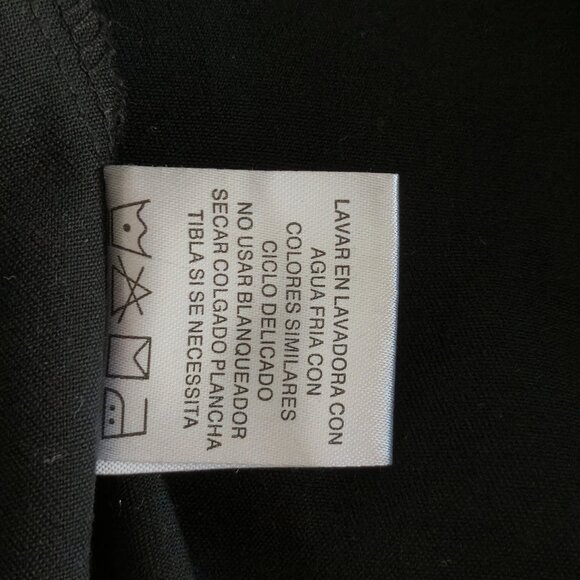 LAVAR EN LAVADORA CON
AGUA FRIA CON
COLORES SIMILARES
CICLO DELICADO
NO USAR BLANQUEADOR
SECAR COLGADO PLANCHA
TIBLA SI SE NECESSITA